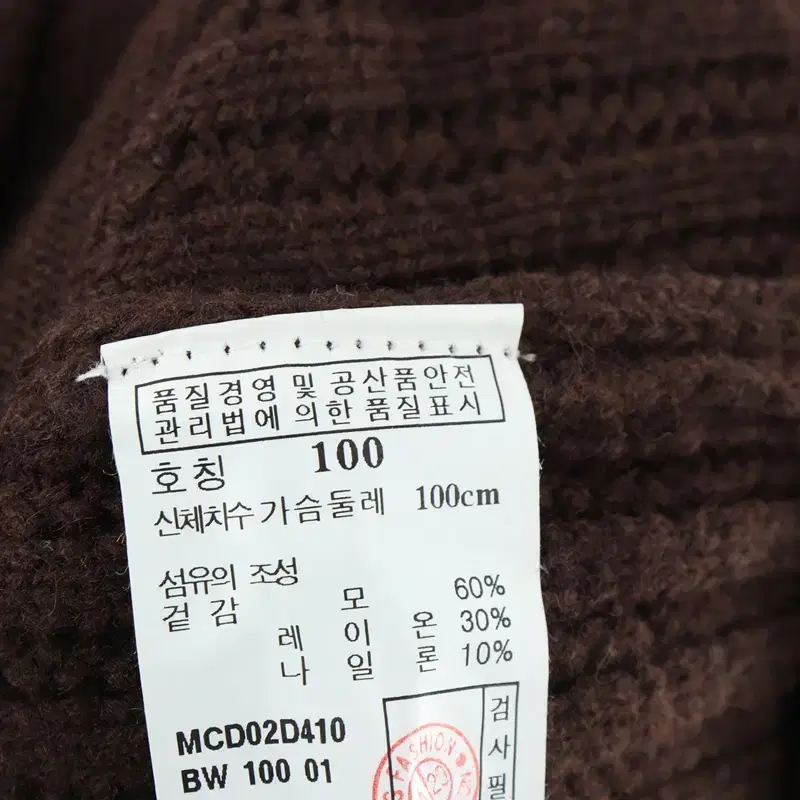 품질경영 및 공산품안전
관리법에 의한 품질표시
호칭 100
신체치수 가슴둘레 100cm
섬유의 조성
겉감 모 60%
레이온 30%
나일론 10%
MCD02D410
BW 100 01
검사필
FASHION